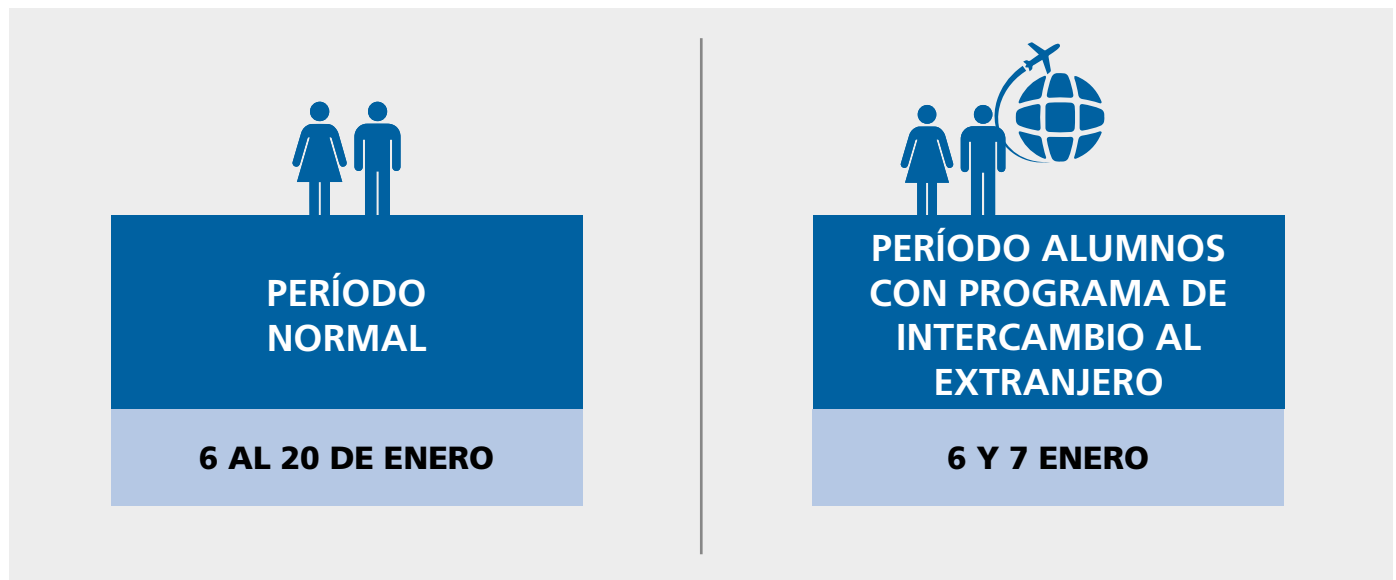 PERÍODO
NORMAL
6 AL 20 DE ENERO
PERÍODO ALUMNOS
CON PROGRAMA DE
INTERCAMBIO AL
EXTRANJERO
6 Y 7 ENERO